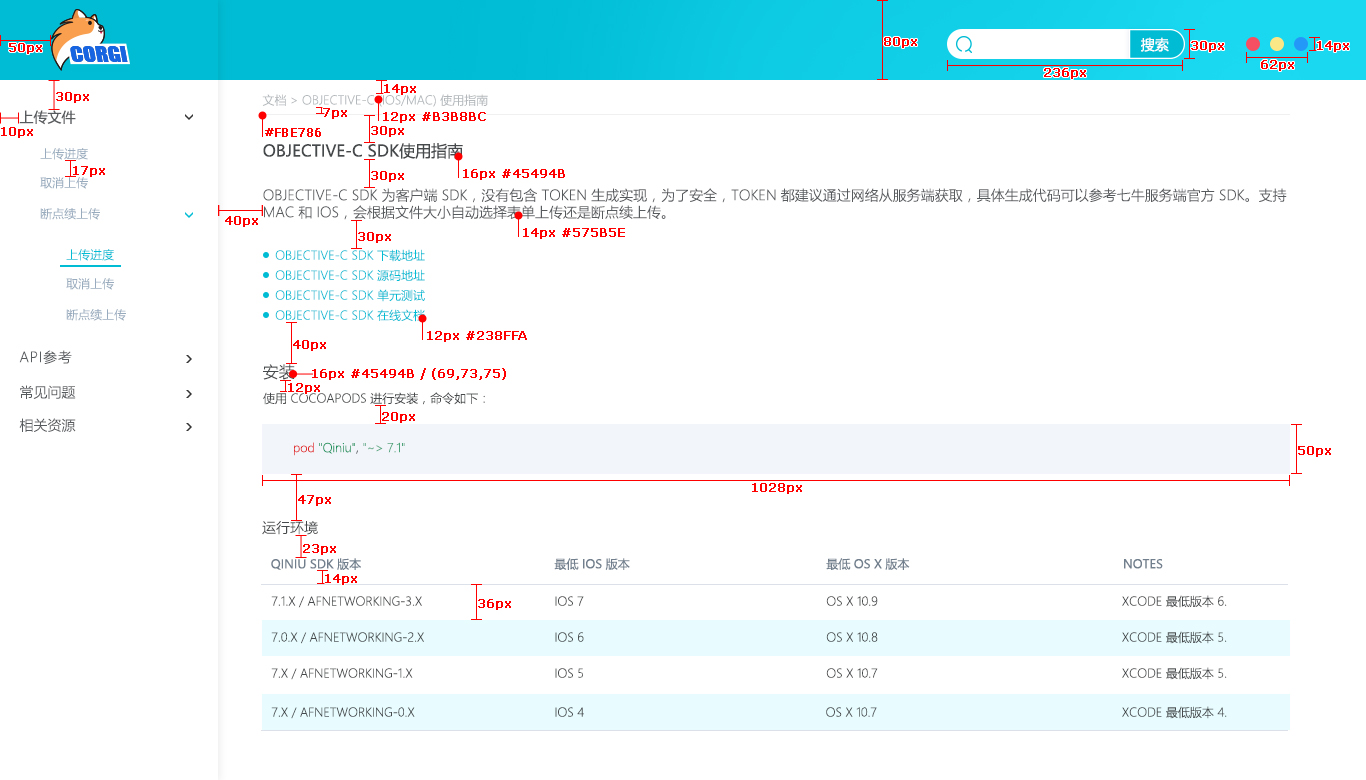 50px
CORGI
80px
搜索
30px
236px
14px
62px
30px
14px
文档 > OBJECTIVE-C (IOS/MAC) 使用指南
7px
12px #B3B8BC
上传文件
10px
#FBE786
30px
OBJECTIVE-C SDK使用指南
上传进度
17px
取消上传
16px #45494B
30px
OBJECTIVE-C SDK 为客户端 SDK，没有包含 TOKEN 生成实现，为了安全，TOKEN 都建议通过网络从服务端获取，具体生成代码可以参考七牛服务端官方 SDK。支持
MAC 和 IOS，会根据文件大小自动选择表单上传还是断点续上传。
断点续上传
40px
14px #575B5E
30px
上传进度
OBJECTIVE-C SDK 下载地址
取消上传
OBJECTIVE-C SDK 源码地址
OBJECTIVE-C SDK 单元测试
断点续上传
OBJECTIVE-C SDK 在线文档
12px #238FFA
40px
API参考
安装
16px #45494B / (69,73,75)
12px
常见问题
使用 COCOAPODS 进行安装，命令如下：
20px
相关资源
pod "Qiniu", "~> 7.1"
50px
1028px
47px
运行环境
23px
QINIU SDK 版本 最低 IOS 版本 最低 OS X 版本 NOTES
14px
7.1.X / AFNETWORKING-3.X IOS 7 OS X 10.9 XCODE 最低版本 6.
36px
7.0.X / AFNETWORKING-2.X IOS 6 OS X 10.8 XCODE 最低版本 5.
7.X / AFNETWORKING-1.X IOS 5 OS X 10.7 XCODE 最低版本 5.
7.X / AFNETWORKING-0.X IOS 4 OS X 10.7 XCODE 最低版本 4.